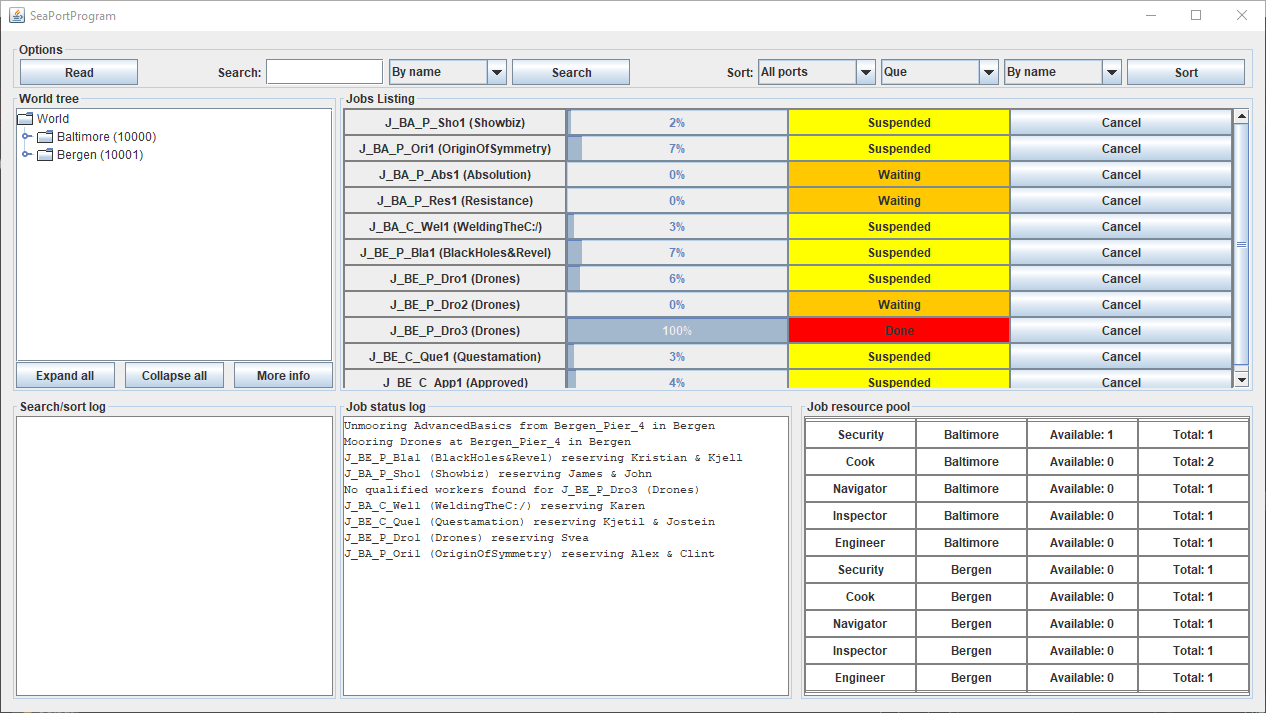 SeaPortProgram
Options
Read Search: By name Search Sort: All ports Que By name Sort
World tree
World
Baltimore (10000)
Bergen (10001)
Expand all Collapse all More info
Jobs Listing
J_BA_P_Sho1 (Showbiz) 2% Suspended Cancel
J_BA_P_Ori1 (OriginOfSymmetry) 7% Suspended Cancel
J_BA_P_Abs1 (Absolution) 0% Waiting Cancel
J_BA_P_Res1 (Resistance) 0% Waiting Cancel
J_BA_C_Wel1 (WeldingTheC:/) 3% Suspended Cancel
J_BE_P_Bla1 (BlackHoles&Revel) 7% Suspended Cancel
J_BE_P_Dro1 (Drones) 6% Suspended Cancel
J_BE_P_Dro2 (Drones) 0% Waiting Cancel
J_BE_P_Dro3 (Drones) 100% Done Cancel
J_BE_C_Que1 (Questamation) 3% Suspended Cancel
J_BE_C_App1 (Approved) 4% Suspended Cancel
Search/sort log
Job status log
Unmooring AdvancedBasics from Bergen_Pier_4 in Bergen
Mooring Drones at Bergen_Pier_4 in Bergen
J_BE_P_Bla1 (BlackHoles&Revel) reserving Kristian & Kjell
J_BA_P_Sho1 (Showbiz) reserving James & John
No qualified workers found for J_BE_P_Dro3 (Drones)
J_BA_C_Wel1 (WeldingTheC:/) reserving Karen
J_BE_C_Que1 (Questamation) reserving Kjetil & Jostein
J_BE_P_Dro1 (Drones) reserving Svea
J_BA_P_Ori1 (OriginOfSymmetry) reserving Alex & Clint
Job resource pool
Security Baltimore Available: 1 Total: 1
Cook Baltimore Available: 0 Total: 2
Navigator Baltimore Available: 0 Total: 1
Inspector Baltimore Available: 0 Total: 1
Engineer Baltimore Available: 0 Total: 1
Security Bergen Available: 0 Total: 1
Cook Bergen Available: 0 Total: 1
Navigator Bergen Available: 0 Total: 1
Inspector Bergen Available: 0 Total: 1
Engineer Bergen Available: 0 Total: 1